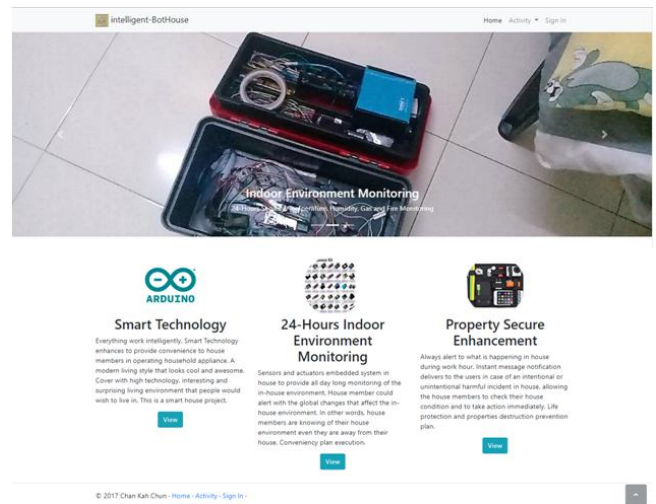 intelligent-BotHouse
Home Activity Sign In
Indoor Environment Monitoring
24-Hours
Humidity, Gas and Fire Monitoring
ARDUINO
Smart Technology
Everything work intelligently. Smart Technology
enhances to provide convenience to house
members in operating household appliance. A
modern living style that looks cool and awesome.
Cover with high technology, interesting and
surprising living environment that people would
wish to live in. This is a smart house project.
View
24-Hours Indoor
Environment
Monitoring
Sensors and actuators embedded system in
house to provide all day long monitoring of the
in-house environment. House member could
alert with the global changes that affect the in-
house environment. In other words, house
members are knowing of their house
environment even they are away from their
house. Conveniency plan execution.
View
Property Secure
Enhancement
Always alert to what is happening in house
during work hour. Instant message notification
delivers to the users in case of an intentional or
unintentional harmful incident in house, allowing
the house members to check their house
condition and to take action immediately. Life
protection and properties destruction prevention
plan.
View
© 2017 Chan Kah Chun - Home - Activity - Sign In -